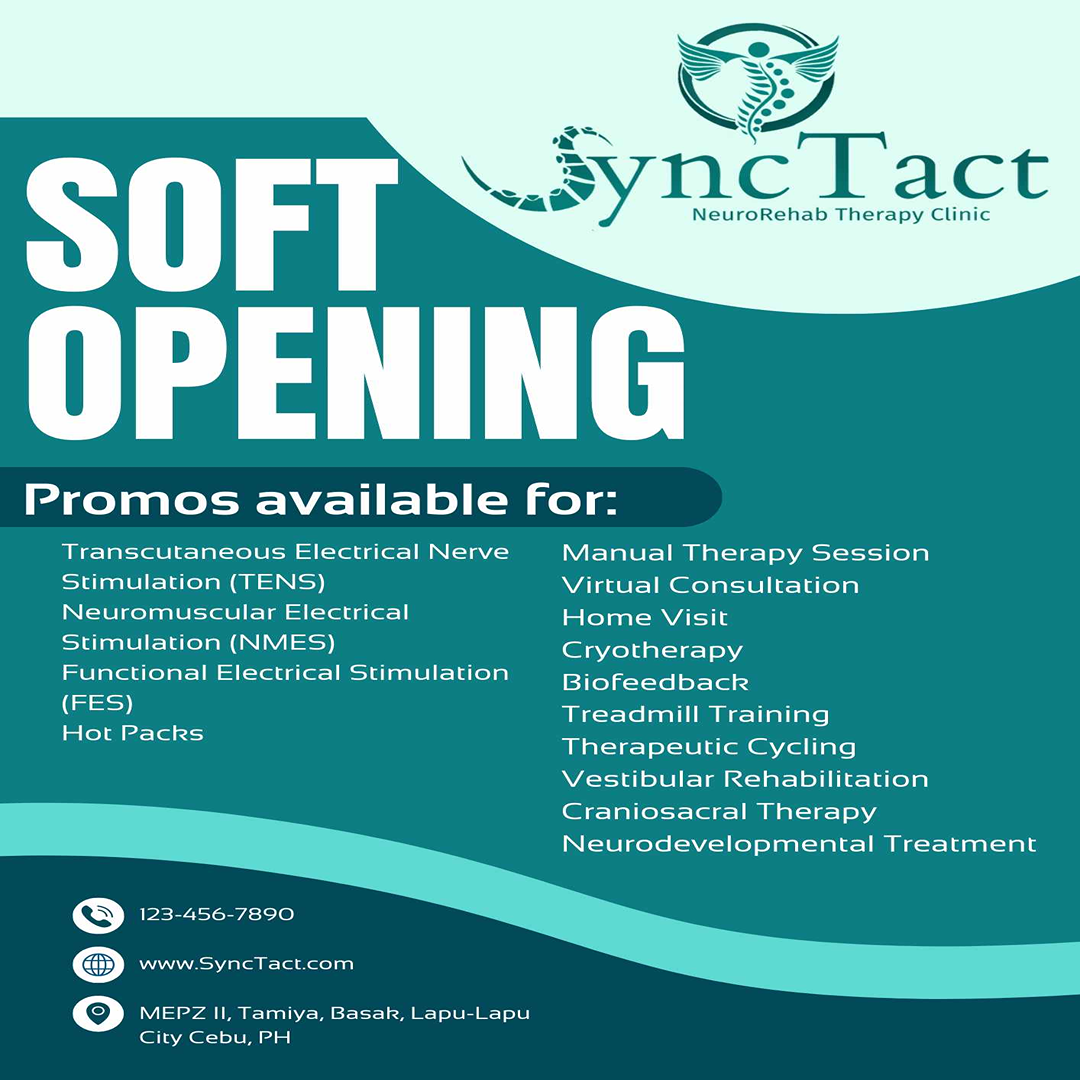 SyncTact
NeuroRehab Therapy Clinic
SOFT
OPENING
Promos available for:
Transcutaneous Electrical Nerve
Stimulation (TENS)
Neuromuscular Electrical
Stimulation (NMES)
Functional Electrical Stimulation
(FES)
Hot Packs
Manual Therapy Session
Virtual Consultation
Home Visit
Cryotherapy
Biofeedback
Treadmill Training
Therapeutic Cycling
Vestibular Rehabilitation
Craniosacral Therapy
Neurodevelopmental Treatment
123-456-7890
www.SyncTact.com
MEPZ II, Tamiya, Basak, Lapu-Lapu
City Cebu, PH